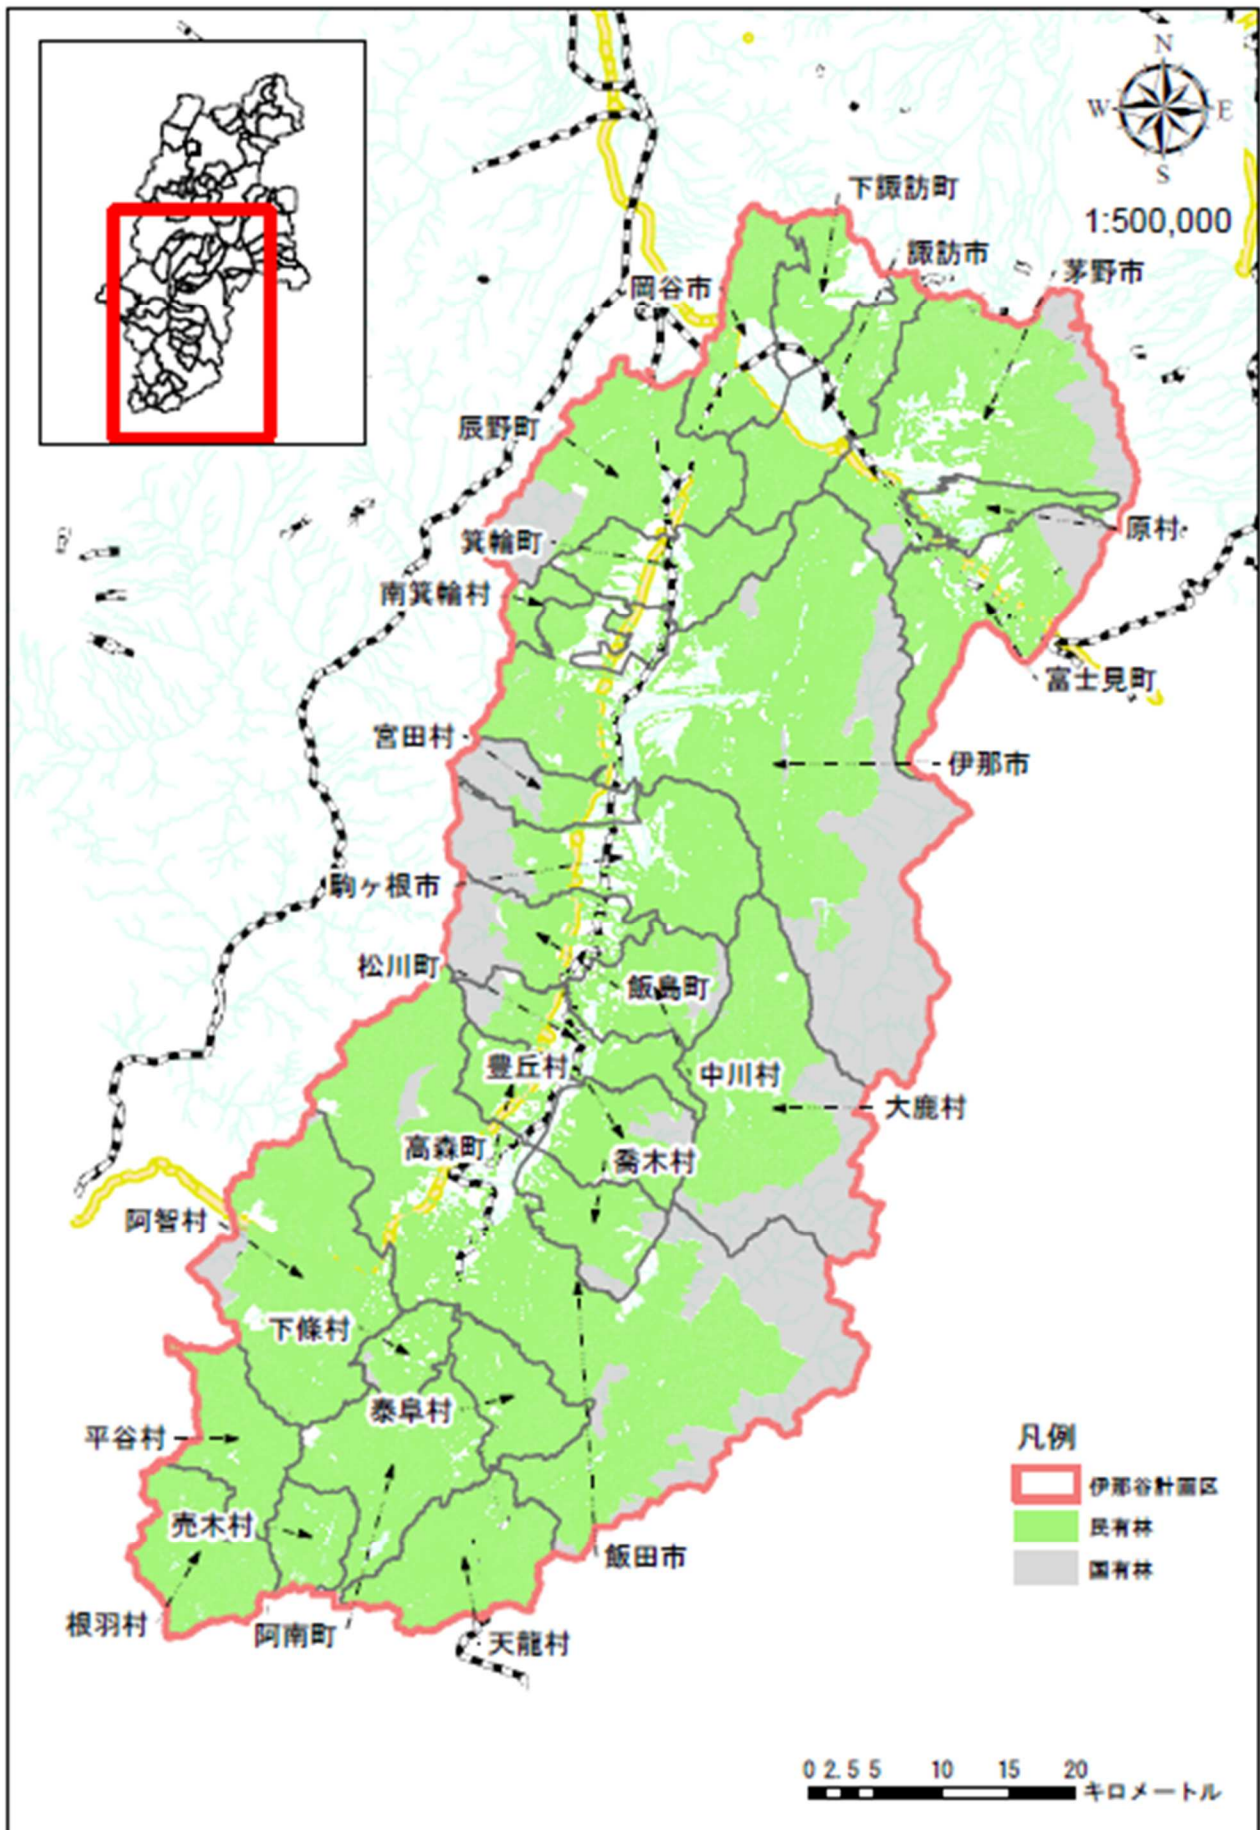 N
W
E
S
1:500,000
下諏訪町
諏訪市
茅野市
岡谷市
辰野町
箕輪町
原村
南箕輪村
富士見町
宮田村
伊那市
駒ヶ根市
松川町
飯島町
豊丘村
中川村
大鹿村
高森町
喬木村
阿智村
下條村
泰阜村
平谷村
売木村
飯田市
根羽村
阿南町
天龍村
凡例
伊那谷計画区
民有林
国有林
0 2.5 5 10 15 20
キロメートル